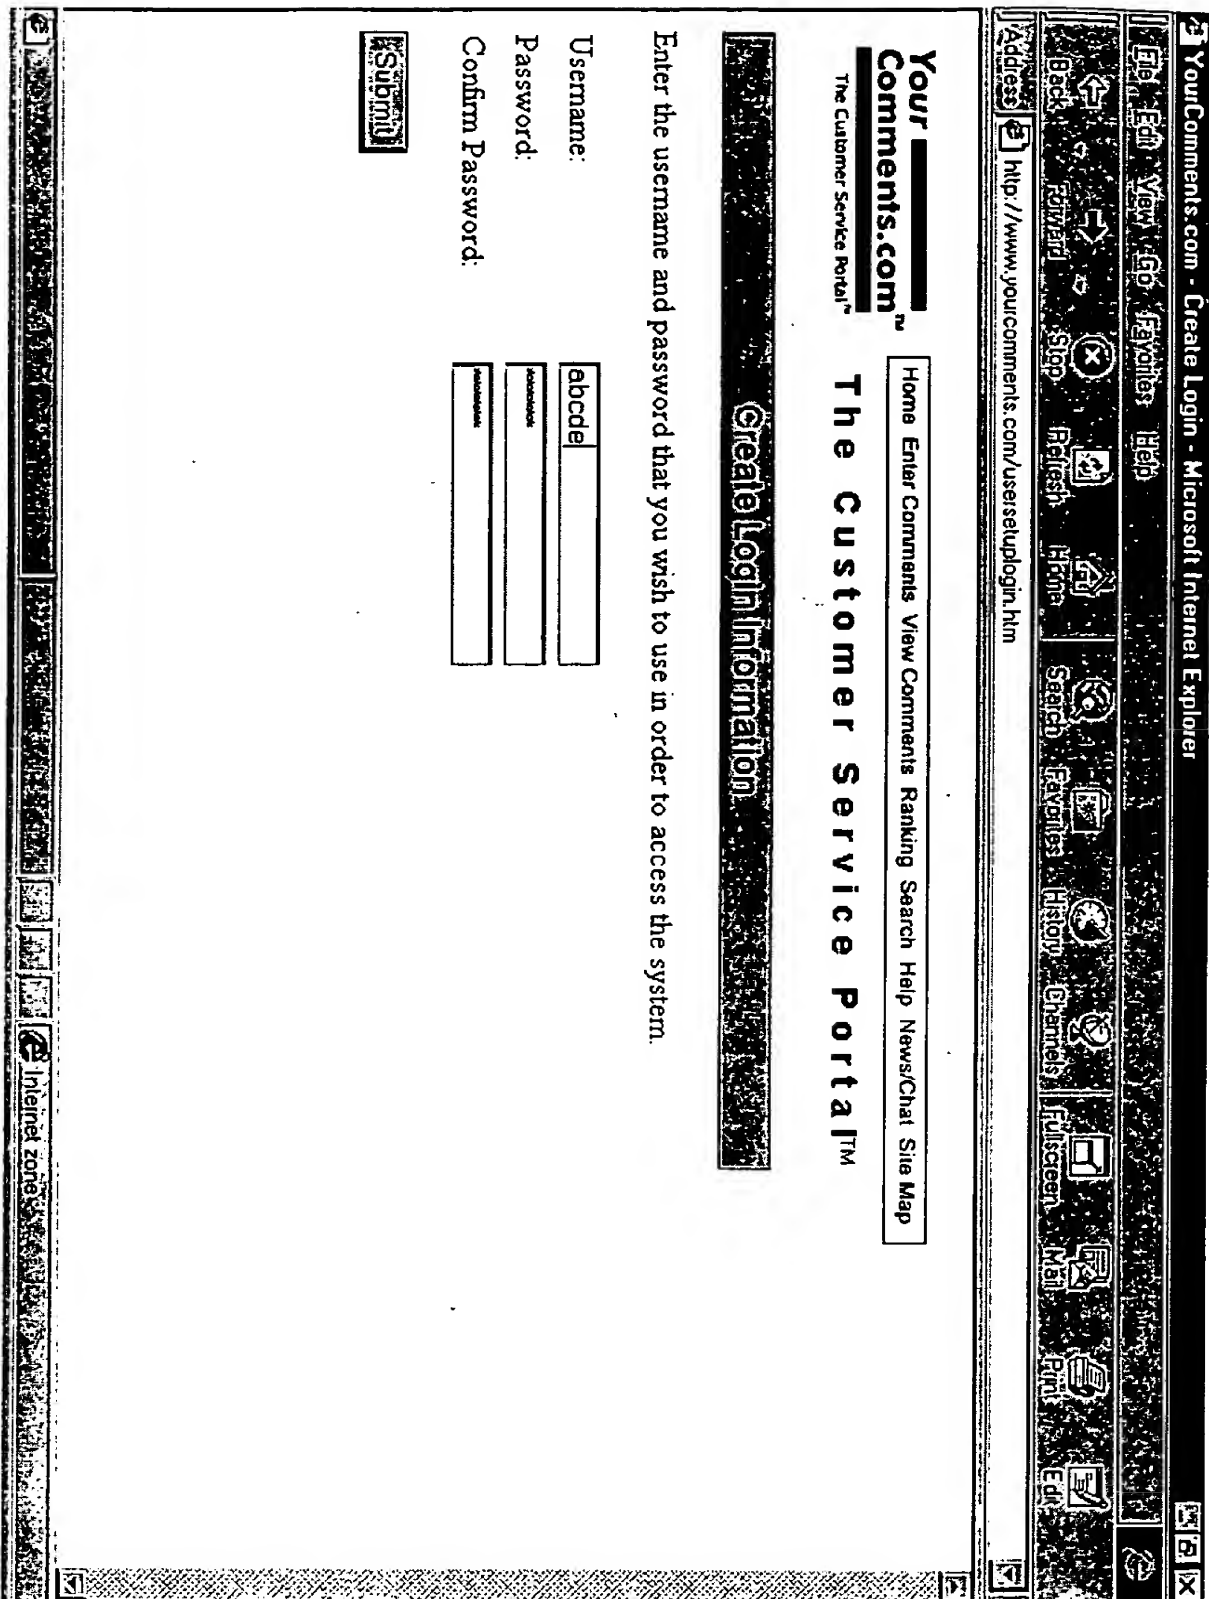 YourComments.com - Create Login - Microsoft Internet Explorer
File Edit View Go Favorites Help
Back Forward Stop Refresh Home Search Favorites History Channels Fullscreen Mail Print Edit
Address http://www.yourcomments.com/usersetuplogin.htm
Your
Comments.com™
The Customer Service Portal™
Home Enter Comments View Comments Ranking Search Help News/Chat Site Map
The Customer Service Portal™
Create Login Information
Enter the username and password that you wish to use in order to access the system.
Username: abcde
Password: ********
Confirm Password: ********
Submit
Internet zone